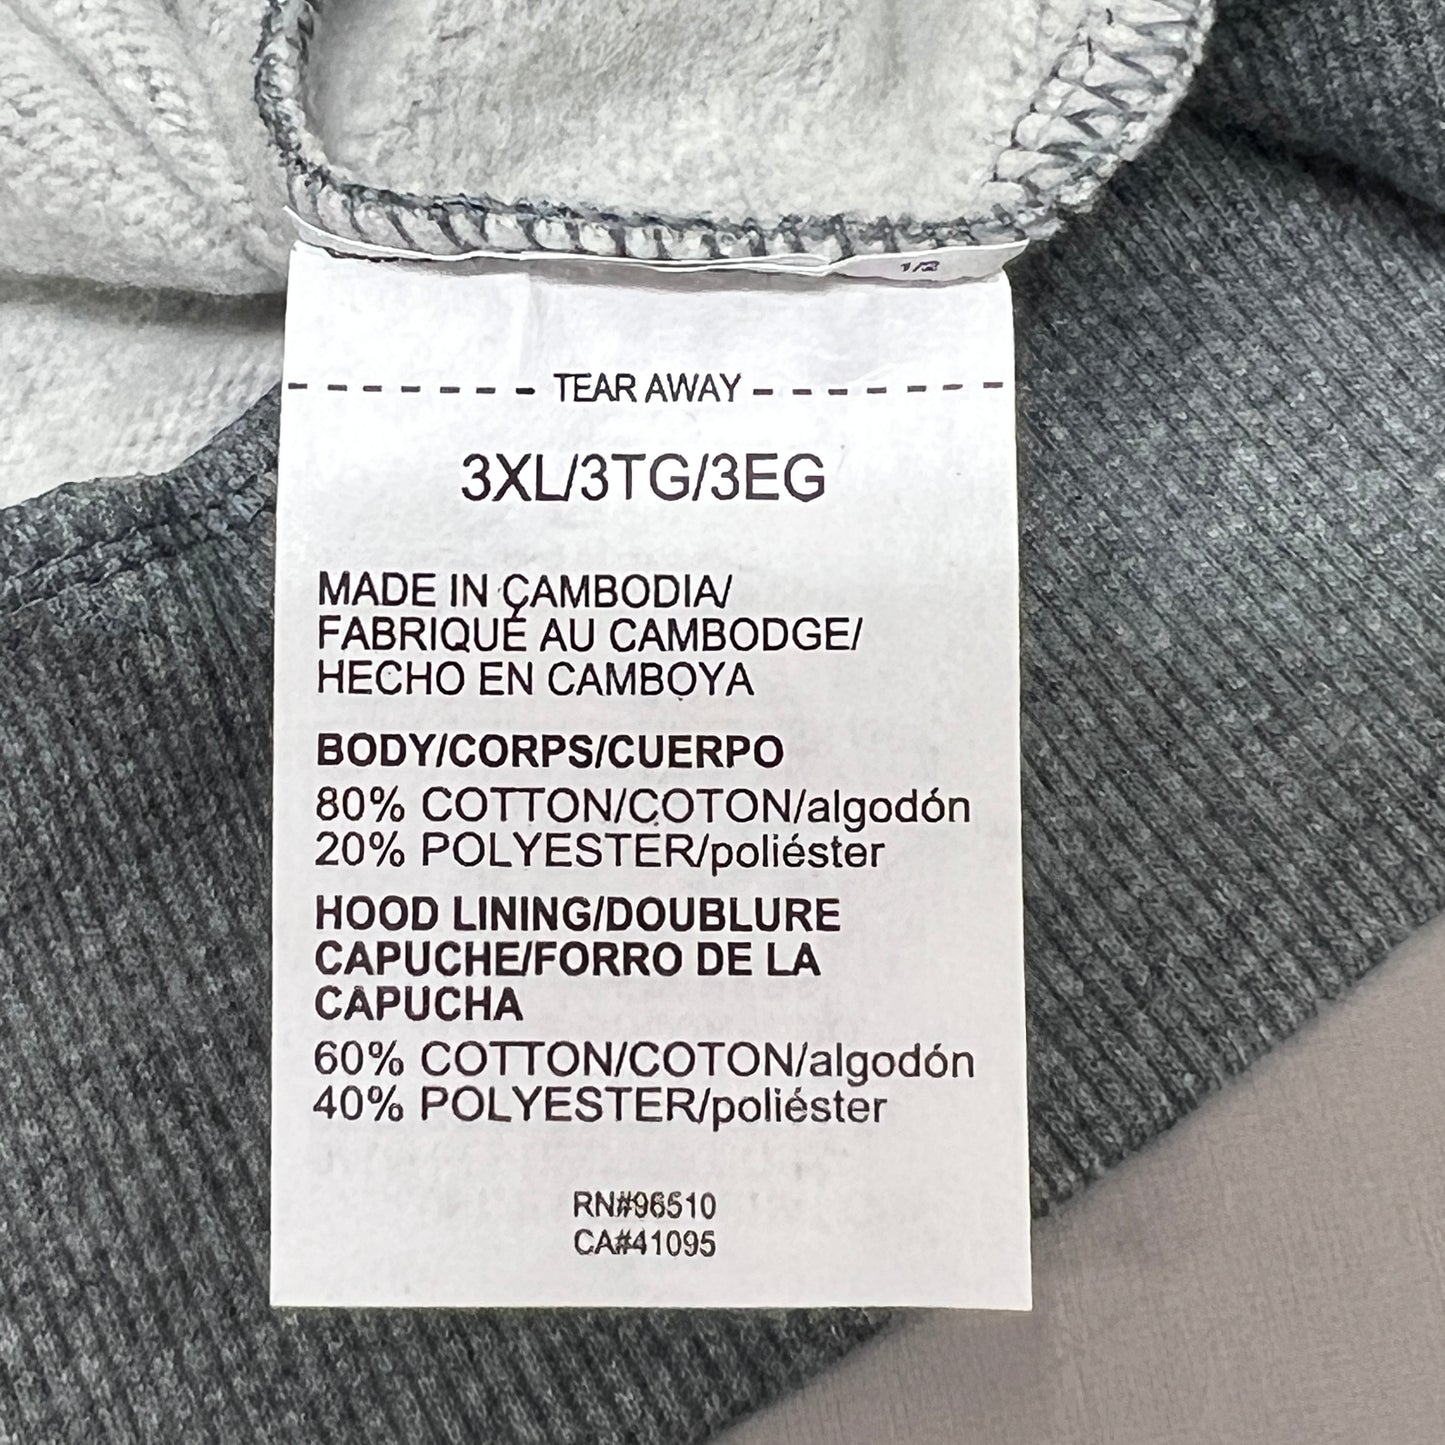 1/2
TEAR AWAY
3XL/3TG/3EG
MADE IN CAMBODIA/
FABRIQUÉ AU CAMBODGE/
HECHO EN CAMBOYA
BODY/CORPS/CUERPO
80% COTTON/COTON/algodón
20% POLYESTER/poliéster
HOOD LINING/DOUBLURE
CAPUCHE/FORRO DE LA
CAPUCHA
60% COTTON/COTON/algodón
40% POLYESTER/poliéster
RN#96510
CA#41095